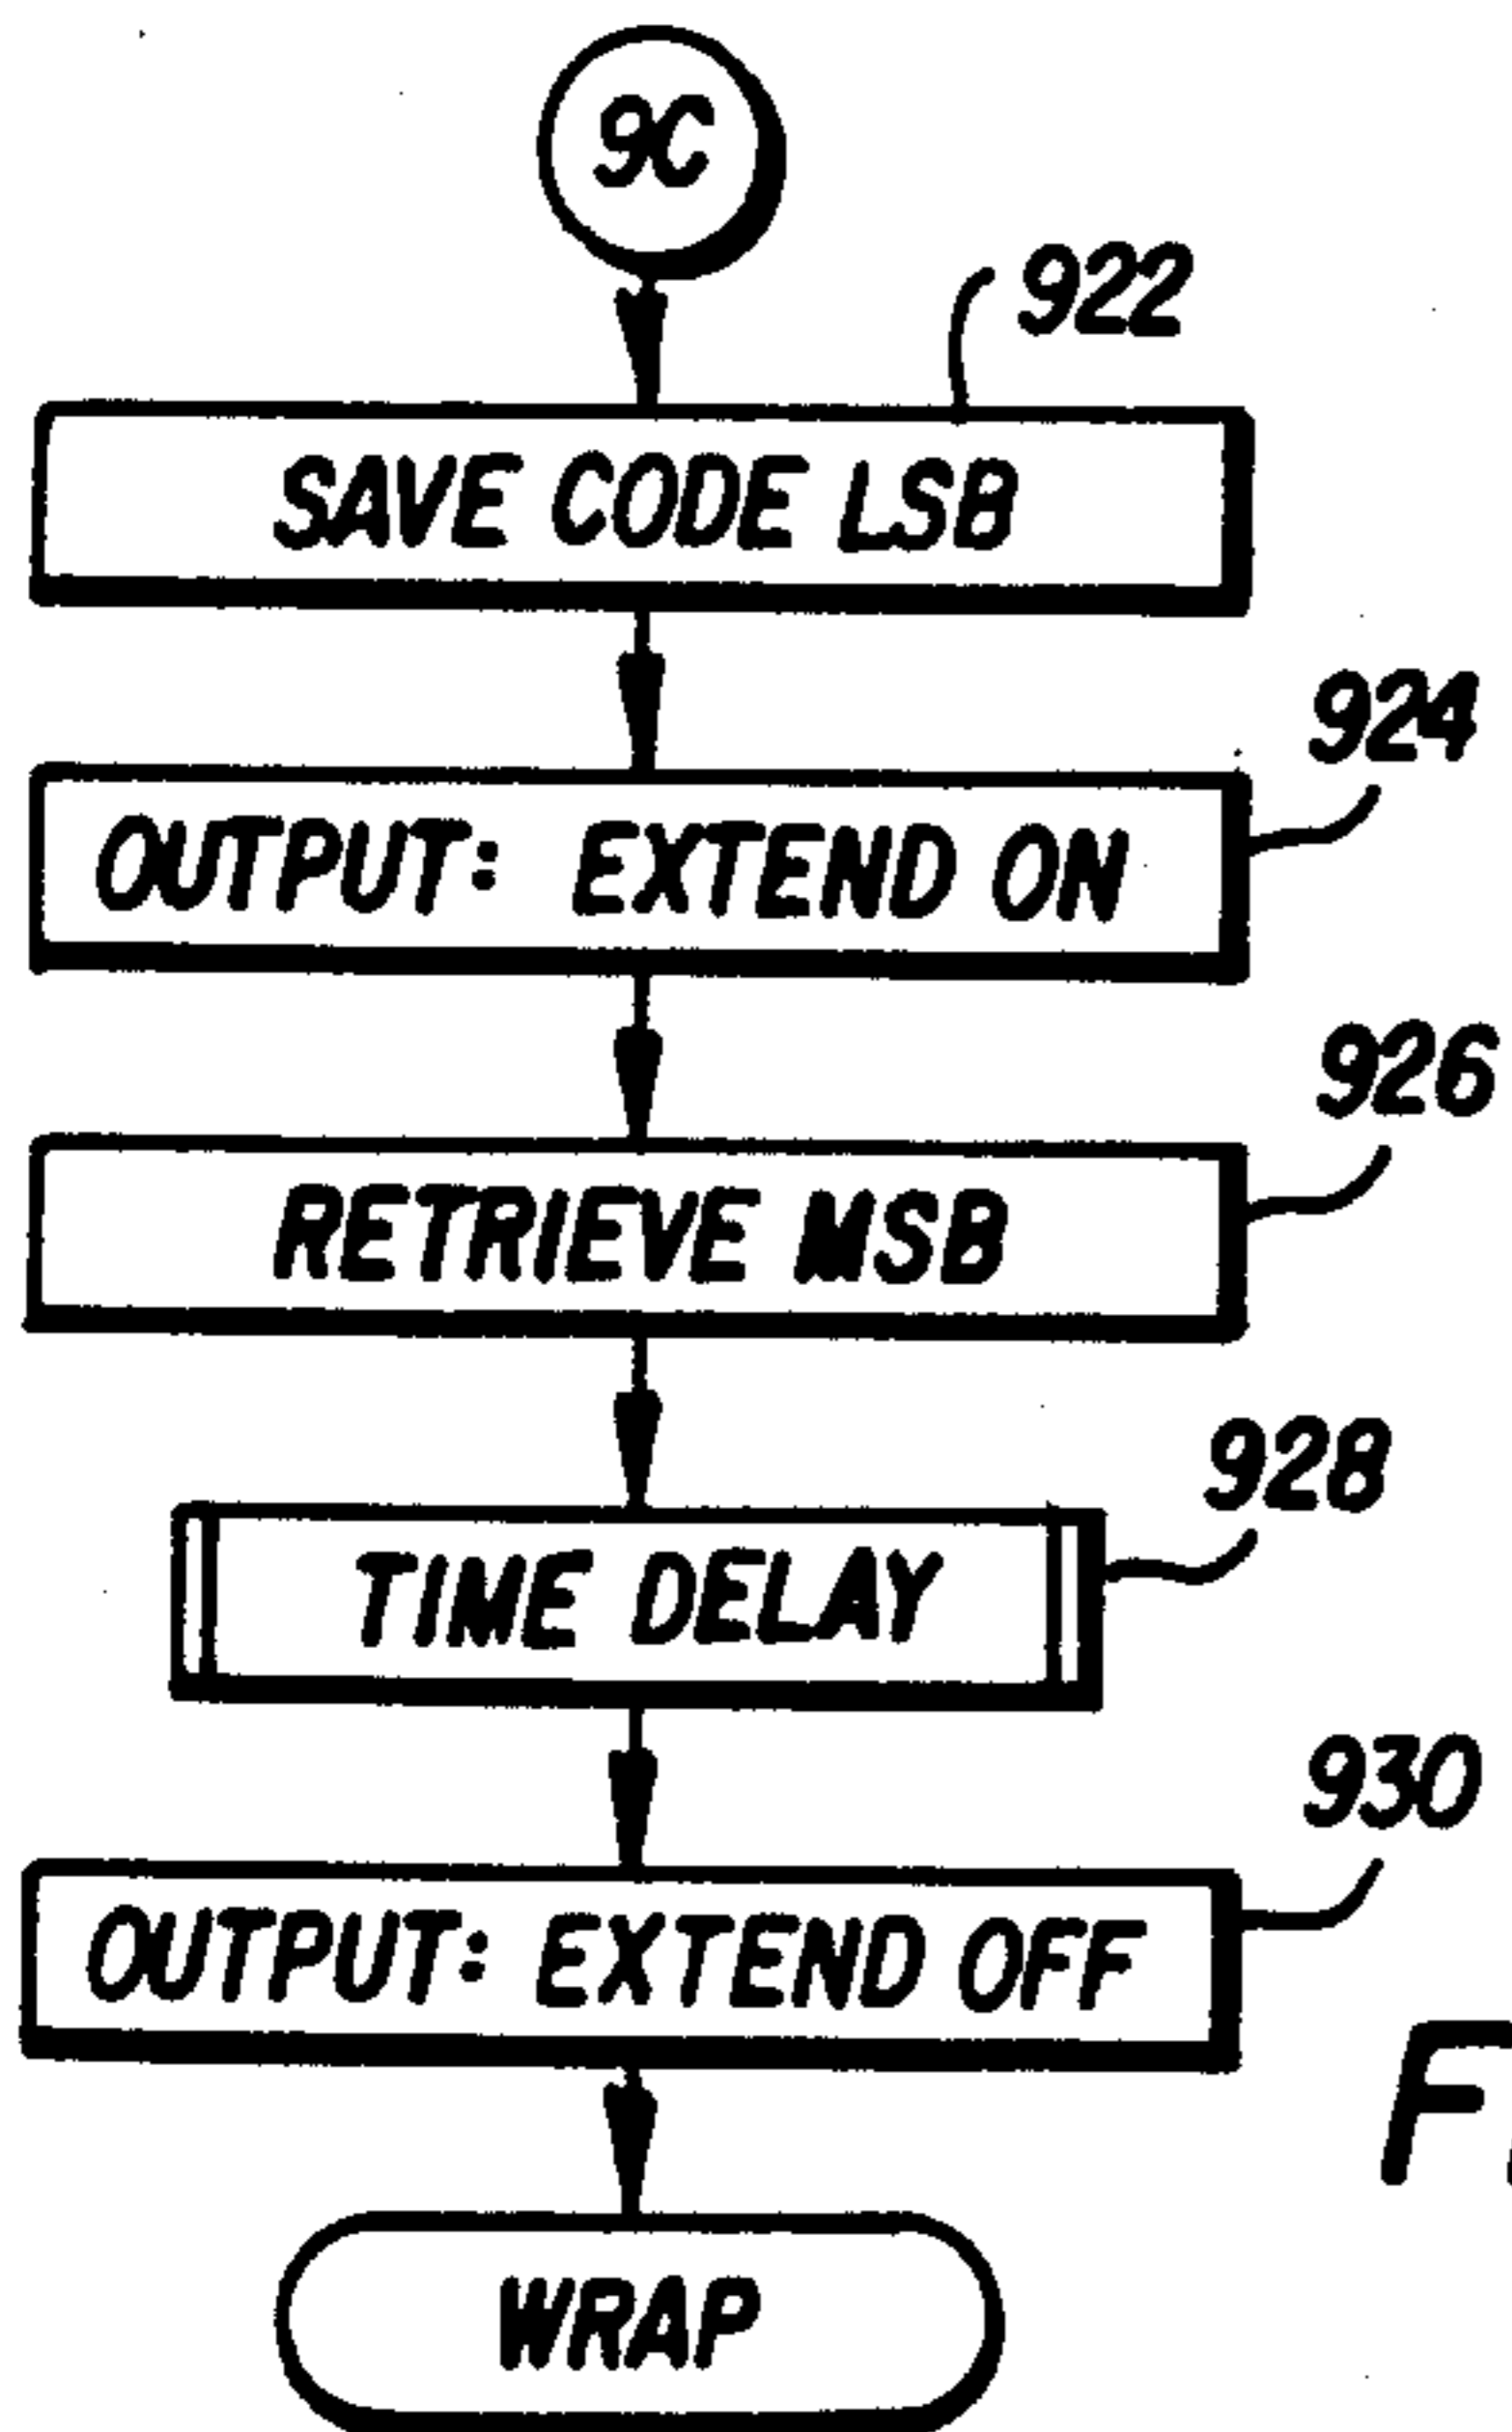 9C
922
SAVE CODE LSB
924
OUTPUT: EXTEND ON
926
RETRIEVE MSB
928
TIME DELAY
930
OUTPUT: EXTEND OFF
WRAP